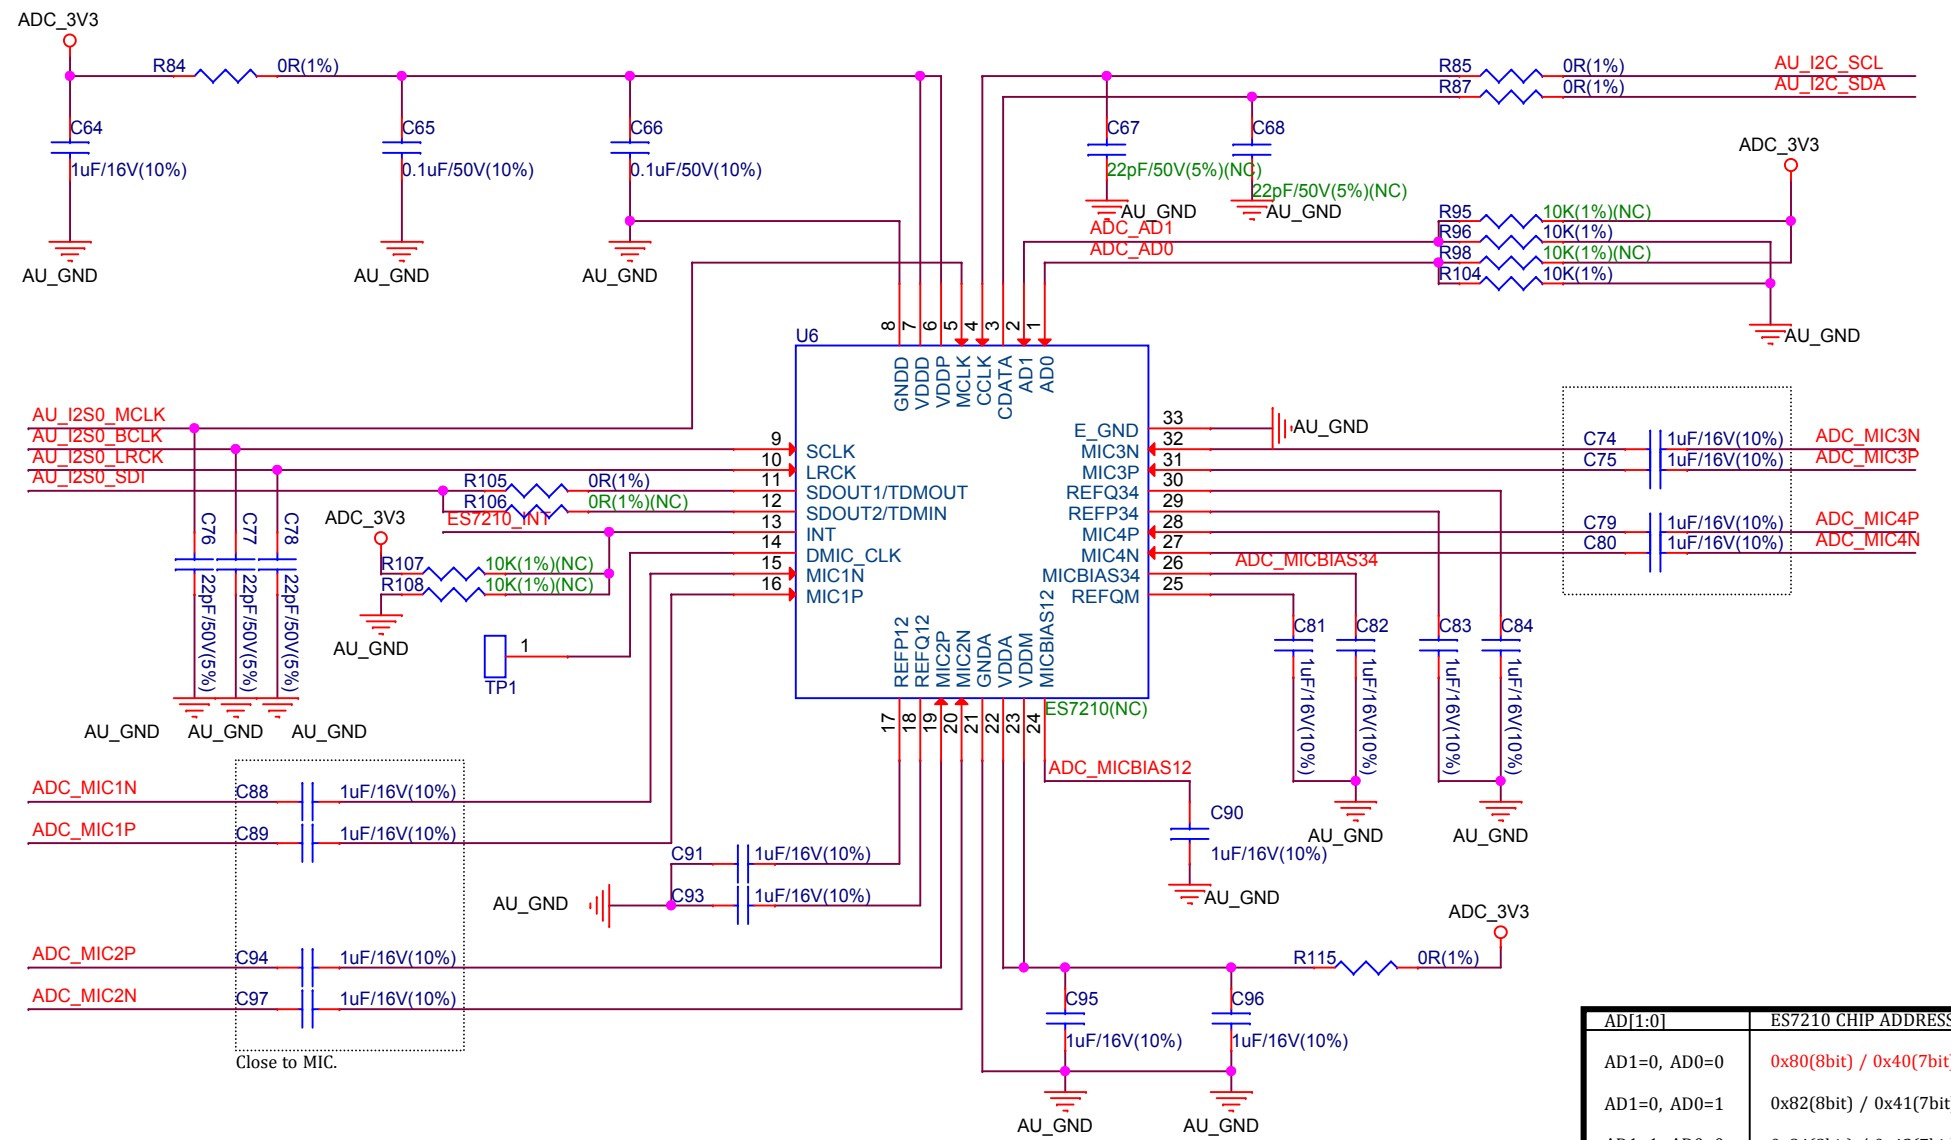 ADC_3V3
R84
0R(1%)
C64
1uF/16V(10%)
C65
0.1uF/50V(10%)
C66
0.1uF/50V(10%)
AU_GND
AU_GND
AU_GND
R85
0R(1%)
AU_I2C_SCL
R87
0R(1%)
AU_I2C_SDA
C67
22pF/50V(5%)(NC)
C68
22pF/50V(5%)(NC)
AU_GND
AU_GND
ADC_3V3
ADC_AD1
ADC_AD0
R95
10K(1%)(NC)
R96
10K(1%)
R98
10K(1%)(NC)
R104
10K(1%)
AU_GND
U6
8
7
6
5
4
3
2
1
GNDD
VDDD
VDDP
MCLK
CCLK
CDATA
AD1
AD0
AU_I2S0_MCLK
AU_I2S0_BCLK
AU_I2S0_LRCK
AU_I2S0_SDI
9
SCLK
10
LRCK
11
SDOUT1/TDMOUT
12
SDOUT2/TDMIN
13
INT
14
DMIC_CLK
15
MIC1N
16
MIC1P
R105
0R(1%)
R106
0R(1%)(NC)
ES7210_INT
ADC_3V3
R107
10K(1%)(NC)
R108
10K(1%)(NC)
AU_GND
C76
22pF/50V(5%)
C77
22pF/50V(5%)
C78
22pF/50V(5%)
AU_GND
AU_GND
AU_GND
1
TP1
33
E_GND
AU_GND
32
MIC3N
31
MIC3P
30
REFQ34
29
REFP34
28
MIC4P
27
MIC4N
26
MICBIAS34
25
REFQM
ADC_MICBIAS34
C74
1uF/16V(10%)
ADC_MIC3N
C75
1uF/16V(10%)
ADC_MIC3P
C79
1uF/16V(10%)
ADC_MIC4P
C80
1uF/16V(10%)
ADC_MIC4N
C81
1uF/16V(10%)
C82
1uF/16V(10%)
C83
1uF/16V(10%)
C84
1uF/16V(10%)
AU_GND
AU_GND
REFP12
REFQ12
MIC2P
MIC2N
GNDA
VDDA
VDDM
MICBIAS12
17
18
19
20
21
22
23
24
ES7210(NC)
ADC_MICBIAS12
C90
1uF/16V(10%)
AU_GND
ADC_MIC1N
C88
1uF/16V(10%)
ADC_MIC1P
C89
1uF/16V(10%)
C91
1uF/16V(10%)
C93
1uF/16V(10%)
AU_GND
ADC_MIC2P
C94
1uF/16V(10%)
ADC_MIC2N
C97
1uF/16V(10%)
Close to MIC.
ADC_3V3
R115
0R(1%)
C95
1uF/16V(10%)
C96
1uF/16V(10%)
AU_GND
AU_GND
AD[1:0]
ES7210 CHIP ADDRESS
AD1=0, AD0=0
0x80(8bit) / 0x40(7bit)
AD1=0, AD0=1
0x82(8bit) / 0x41(7bit)